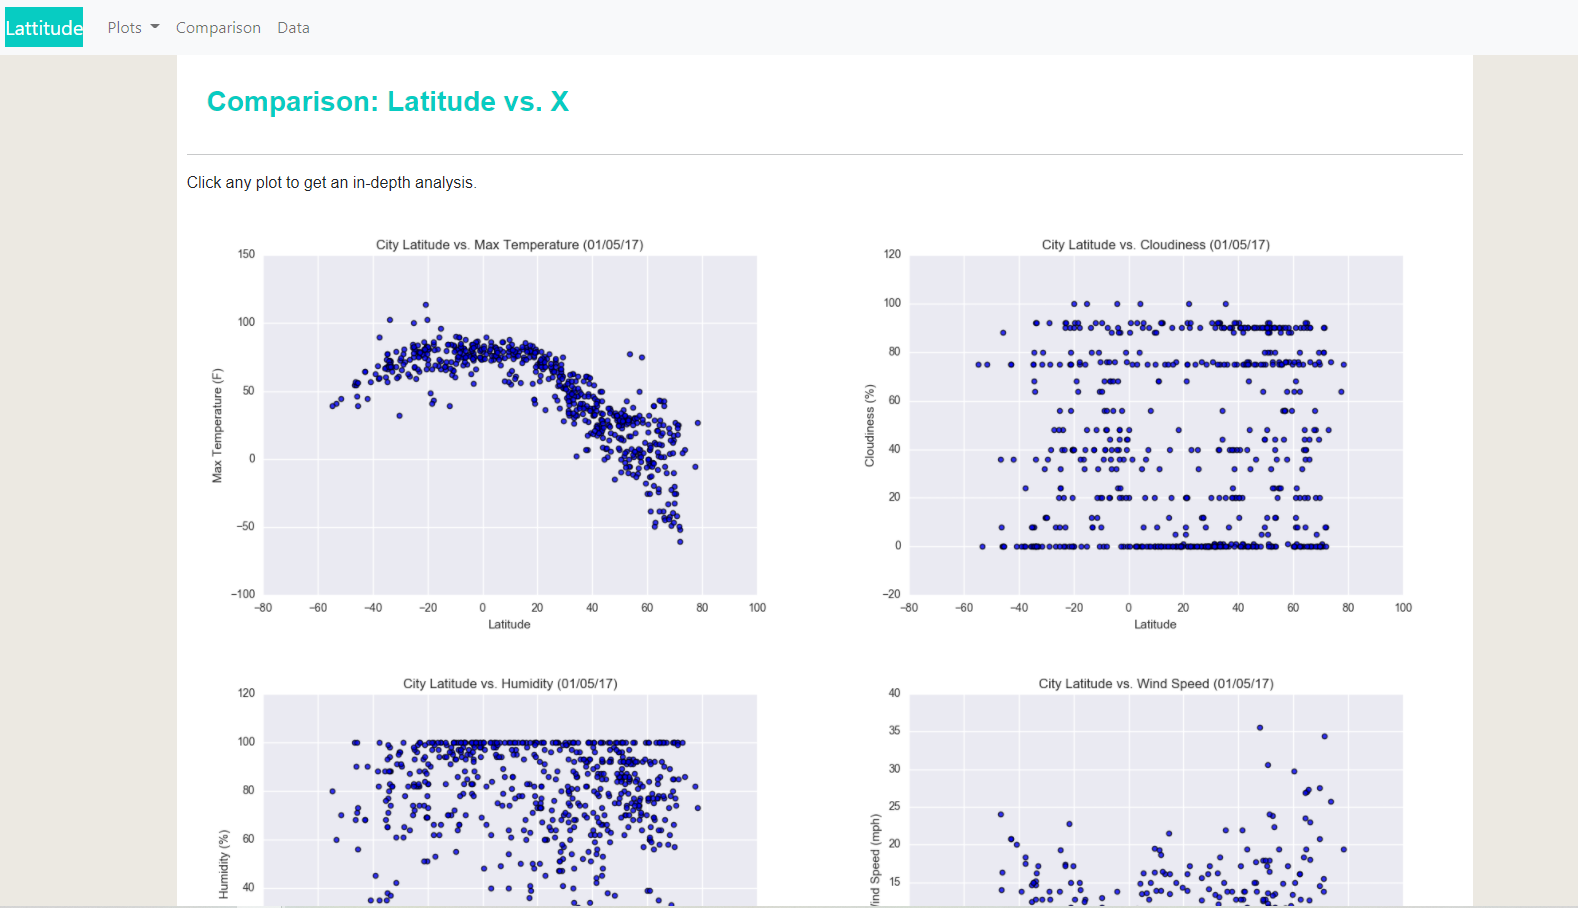 Lattitude
Plots
Comparison
Data
Comparison: Latitude vs. X
Click any plot to get an in-depth analysis.
City Latitude vs. Max Temperature (01/05/17)
150
100
50
0
−50
−100
Max Temperature (F)
−80 −60 −40 −20 0 20 40 60 80 100
Latitude
City Latitude vs. Cloudiness (01/05/17)
120
100
80
60
40
20
0
−20
Cloudiness (%)
−80 −60 −40 −20 0 20 40 60 80 100
Latitude
City Latitude vs. Humidity (01/05/17)
120
100
80
60
40
Humidity (%)
City Latitude vs. Wind Speed (01/05/17)
40
35
30
25
20
15
Speed (mph)